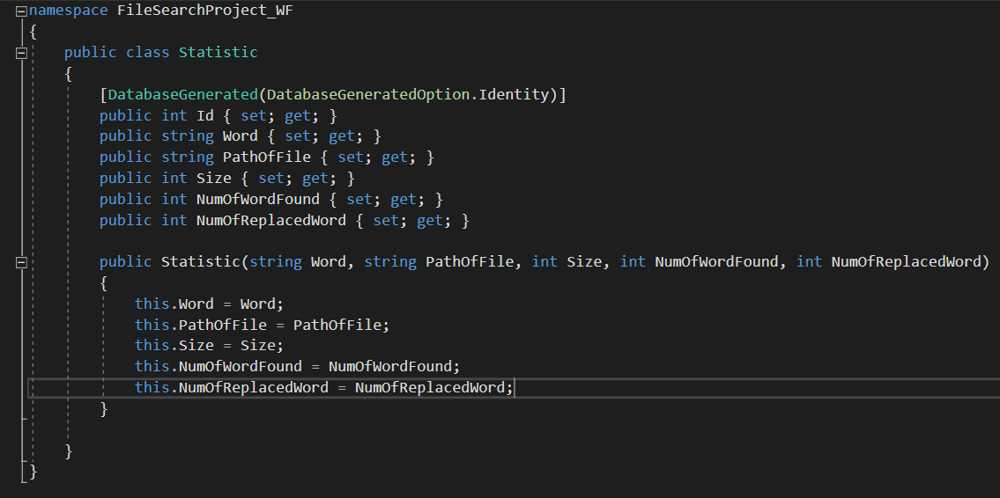 namespace FileSearchProject_WF
{
    public class Statistic
    {
        [DatabaseGenerated(DatabaseGeneratedOption.Identity)]
        public int Id { set; get; }
        public string Word { set; get; }
        public string PathOfFile { set; get; }
        public int Size { set; get; }
        public int NumOfWordFound { set; get; }
        public int NumOfReplacedWord { set; get; }

        public Statistic(string Word, string PathOfFile, int Size, int NumOfWordFound, int NumOfReplacedWord)
        {
            this.Word = Word;
            this.PathOfFile = PathOfFile;
            this.Size = Size;
            this.NumOfWordFound = NumOfWordFound;
            this.NumOfReplacedWord = NumOfReplacedWord;
        }

    }
}